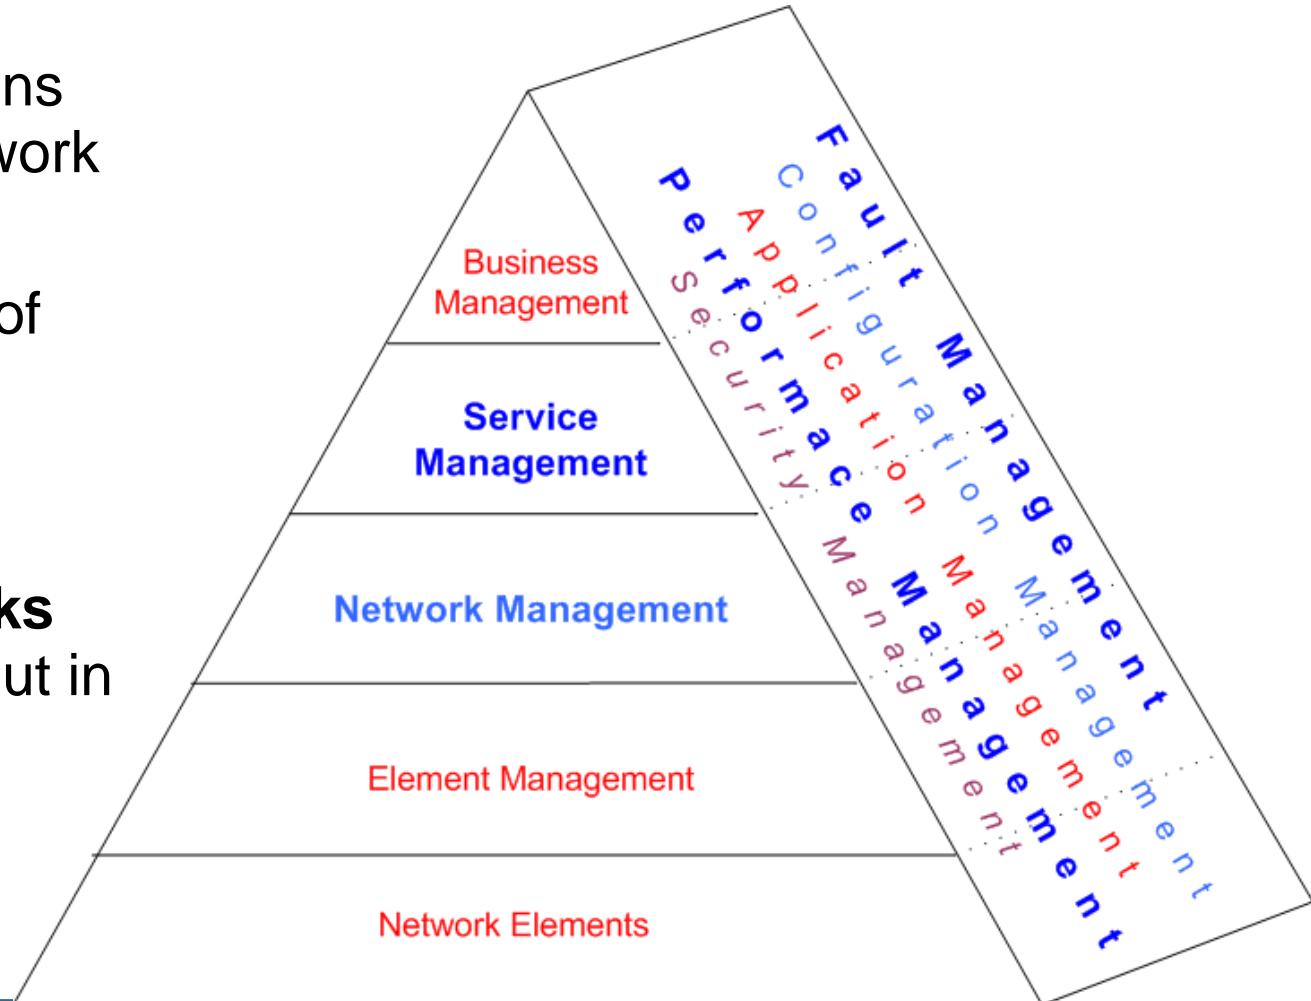 ns
work
of
ks
ut in
Business
Management
Service
Management
Network Management
Element Management
Network Elements
Fault Management
Configuration Management
Application Management
Performace Management
Security Management